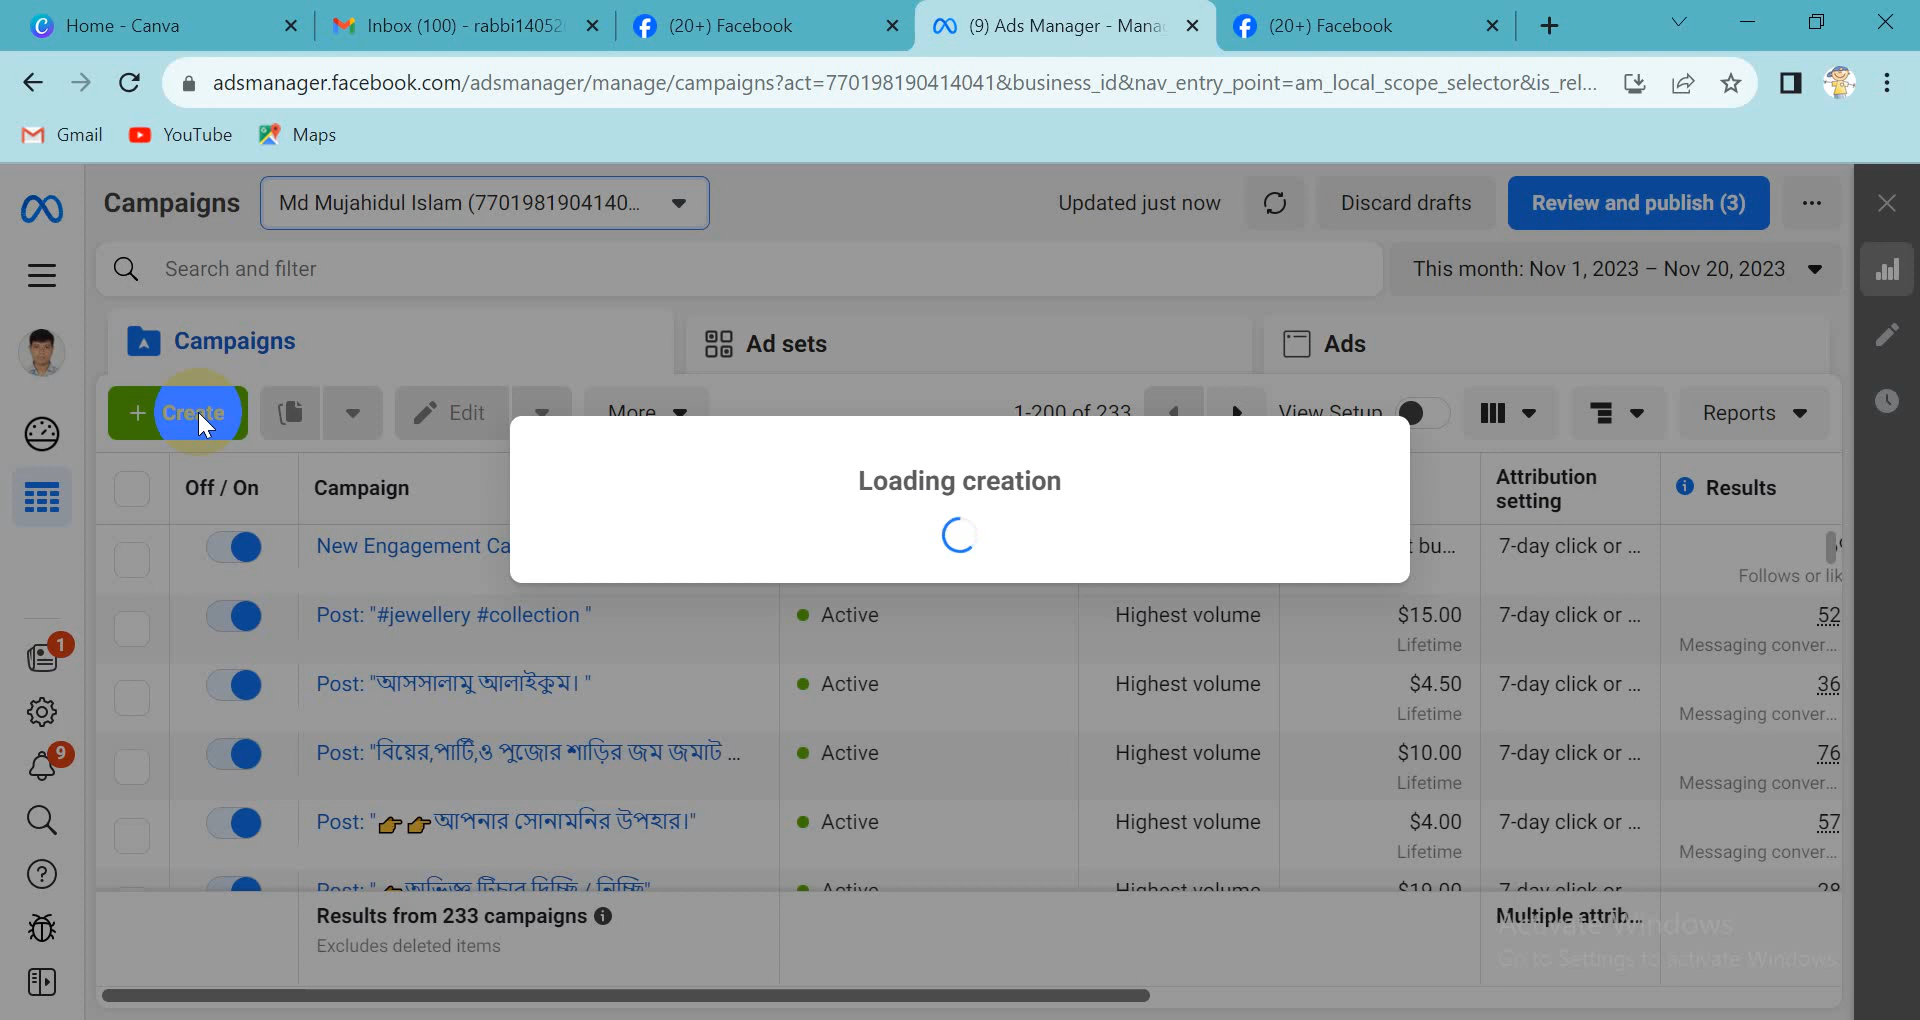 Home - Canva
Inbox (100) - rabbi14052
(20+) Facebook
(9) Ads Manager - Mana
(20+) Facebook
adsmanager.facebook.com/adsmanager/manage/campaigns?act=770198190414041&business_id&nav_entry_point=am_local_scope_selector&is_rel...
Gmail
YouTube
Maps
Campaigns
Md Mujahidul Islam (7701981904140...
Updated just now
Discard drafts
Review and publish (3)
Search and filter
This month: Nov 1, 2023 – Nov 20, 2023
Campaigns
Ad sets
Ads
+ Create
Edit
More
1-200 of 233
View Setup
Reports
Loading creation
Off / On
Campaign
Attribution setting
Results
New Engagement Ca
t bu...
7-day click or ...
Follows or lik
Post: "#jewellery #collection "
Active
Highest volume
$15.00
Lifetime
7-day click or ...
52
Messaging conver...
Post: "আসসালামু আলাইকুম। "
Active
Highest volume
$4.50
Lifetime
7-day click or ...
36
Messaging conver...
Post: "বিয়ের,পার্টি,ও পুজোর শাড়ির জম জমাট ...
Active
Highest volume
$10.00
Lifetime
7-day click or ...
76
Messaging conver...
Post: "👉👉আপনার সোনামনির উপহার।"
Active
Highest volume
$4.00
Lifetime
7-day click or ...
57
Messaging conver...
Post: "👉অভিজ্ঞ টিচার দিচ্ছি / নিচ্ছি"
Active
Highest volume
$19.00
7-day click or
28
Results from 233 campaigns
Excludes deleted items
Multiple attrib...
Activate Windows
Go to Settings to activate Windows.
1
9